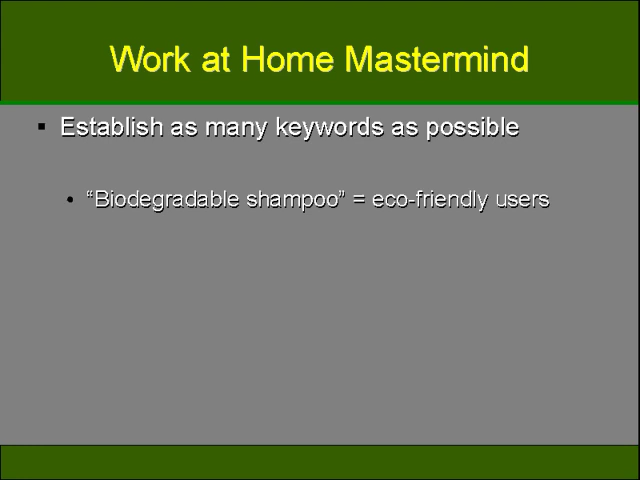 Work at Home Mastermind
▪ Establish as many keywords as possible
• “Biodegradable shampoo” = eco-friendly users